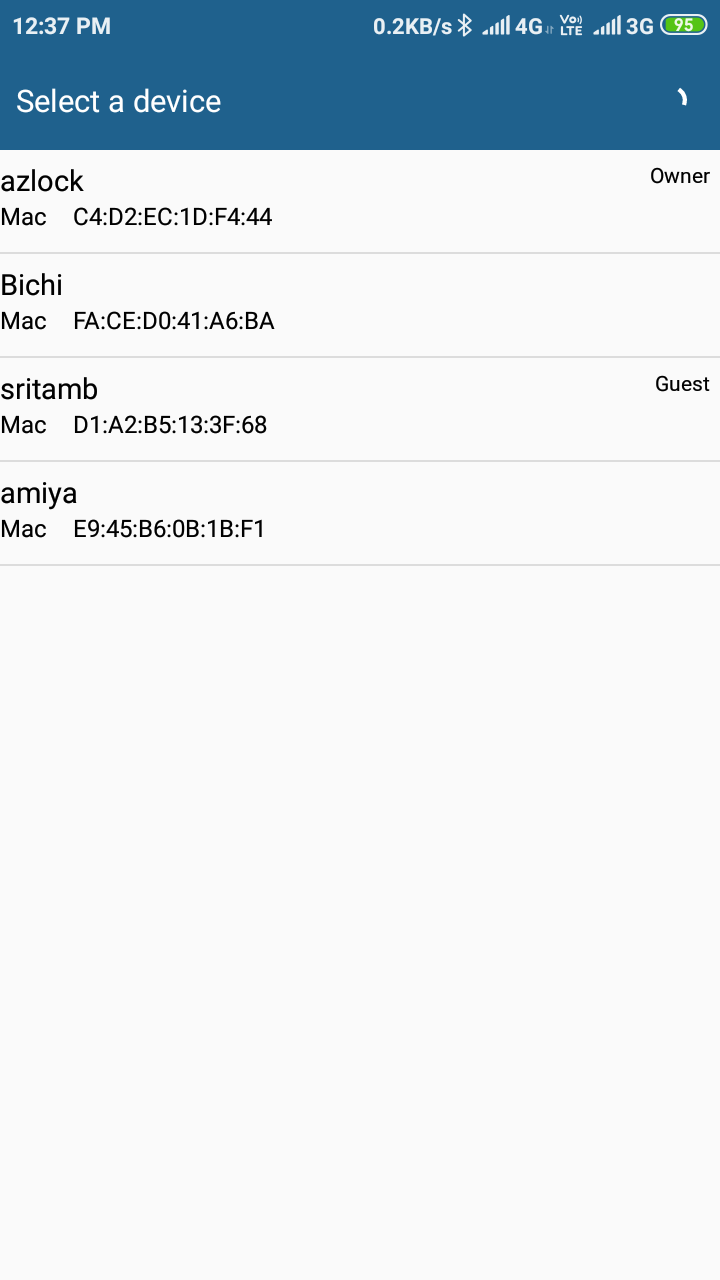 12:37 PM 0.2KB/s 4G Vo) LTE 3G 95
Select a device
azlock Owner
Mac C4:D2:EC:1D:F4:44
Bichi
Mac FA:CE:D0:41:A6:BA
sritamb Guest
Mac D1:A2:B5:13:3F:68
amiya
Mac E9:45:B6:0B:1B:F1